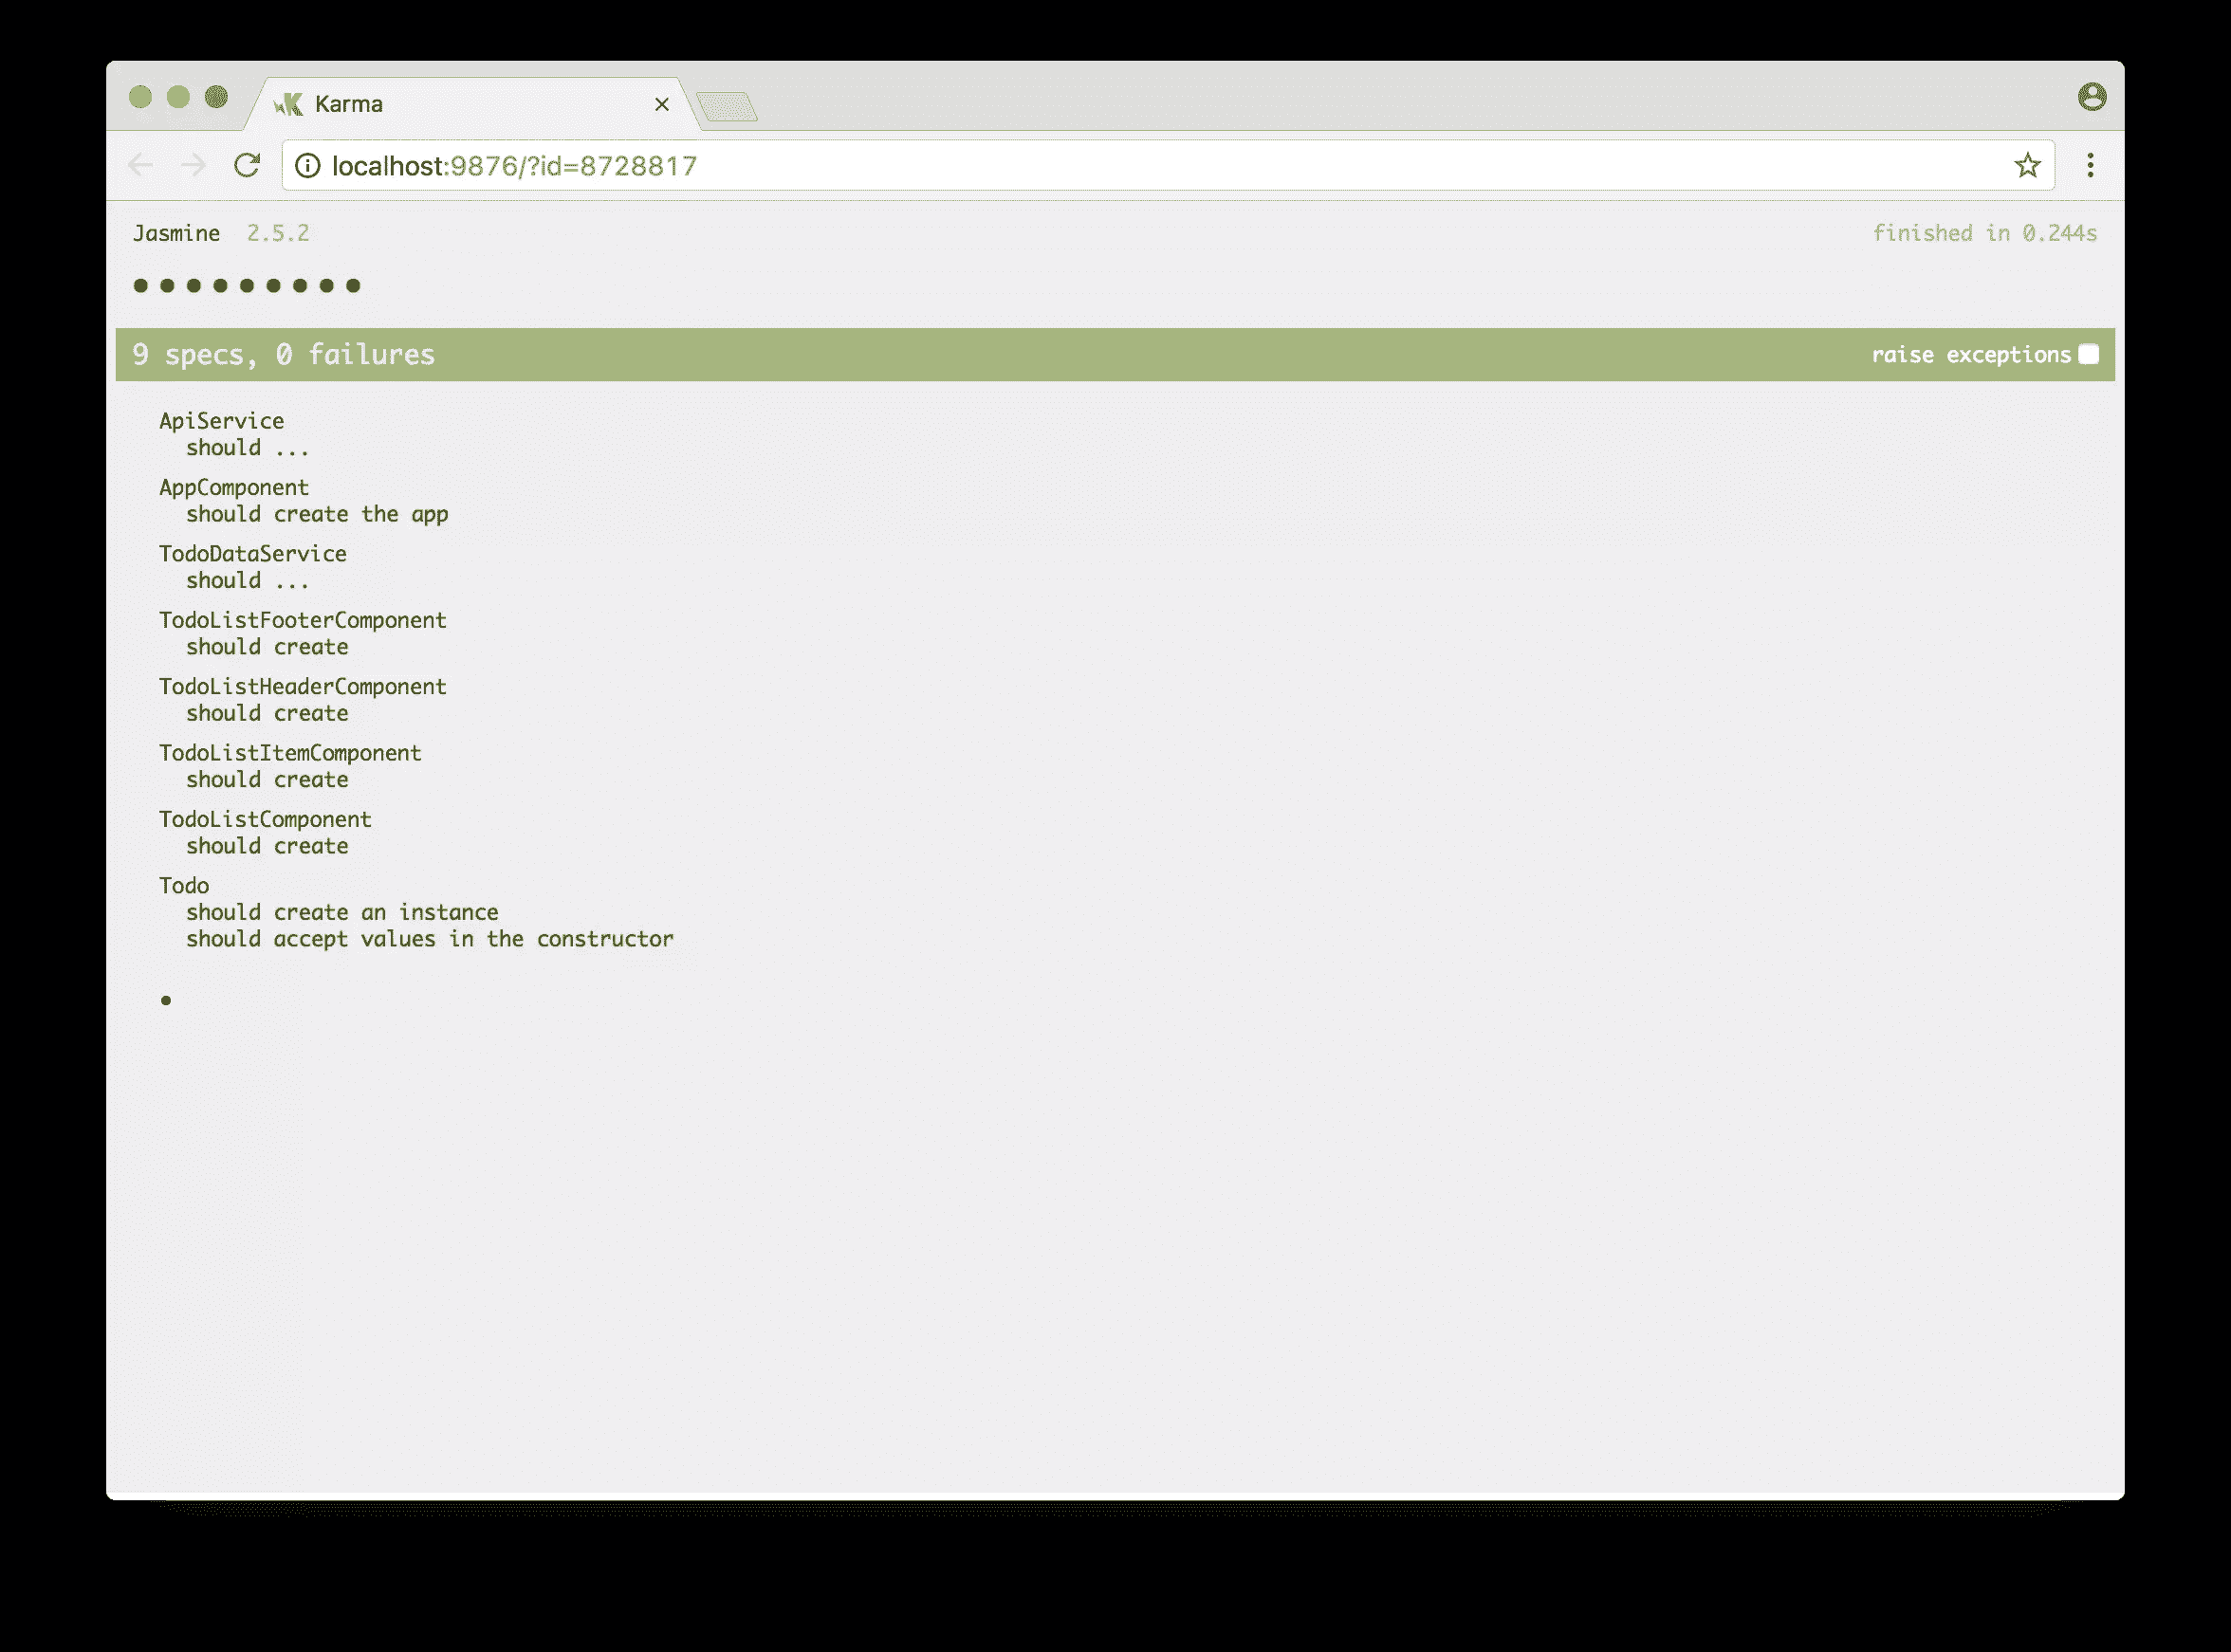 Karma
localhost:9876/?id=8728817
Jasmine 2.5.2 finished in 0.244s
9 specs, 0 failures raise exceptions
ApiService
should ...
AppComponent
should create the app
TodoDataService
should ...
TodoListFooterComponent
should create
TodoListHeaderComponent
should create
TodoListItemComponent
should create
TodoListComponent
should create
Todo
should create an instance
should accept values in the constructor